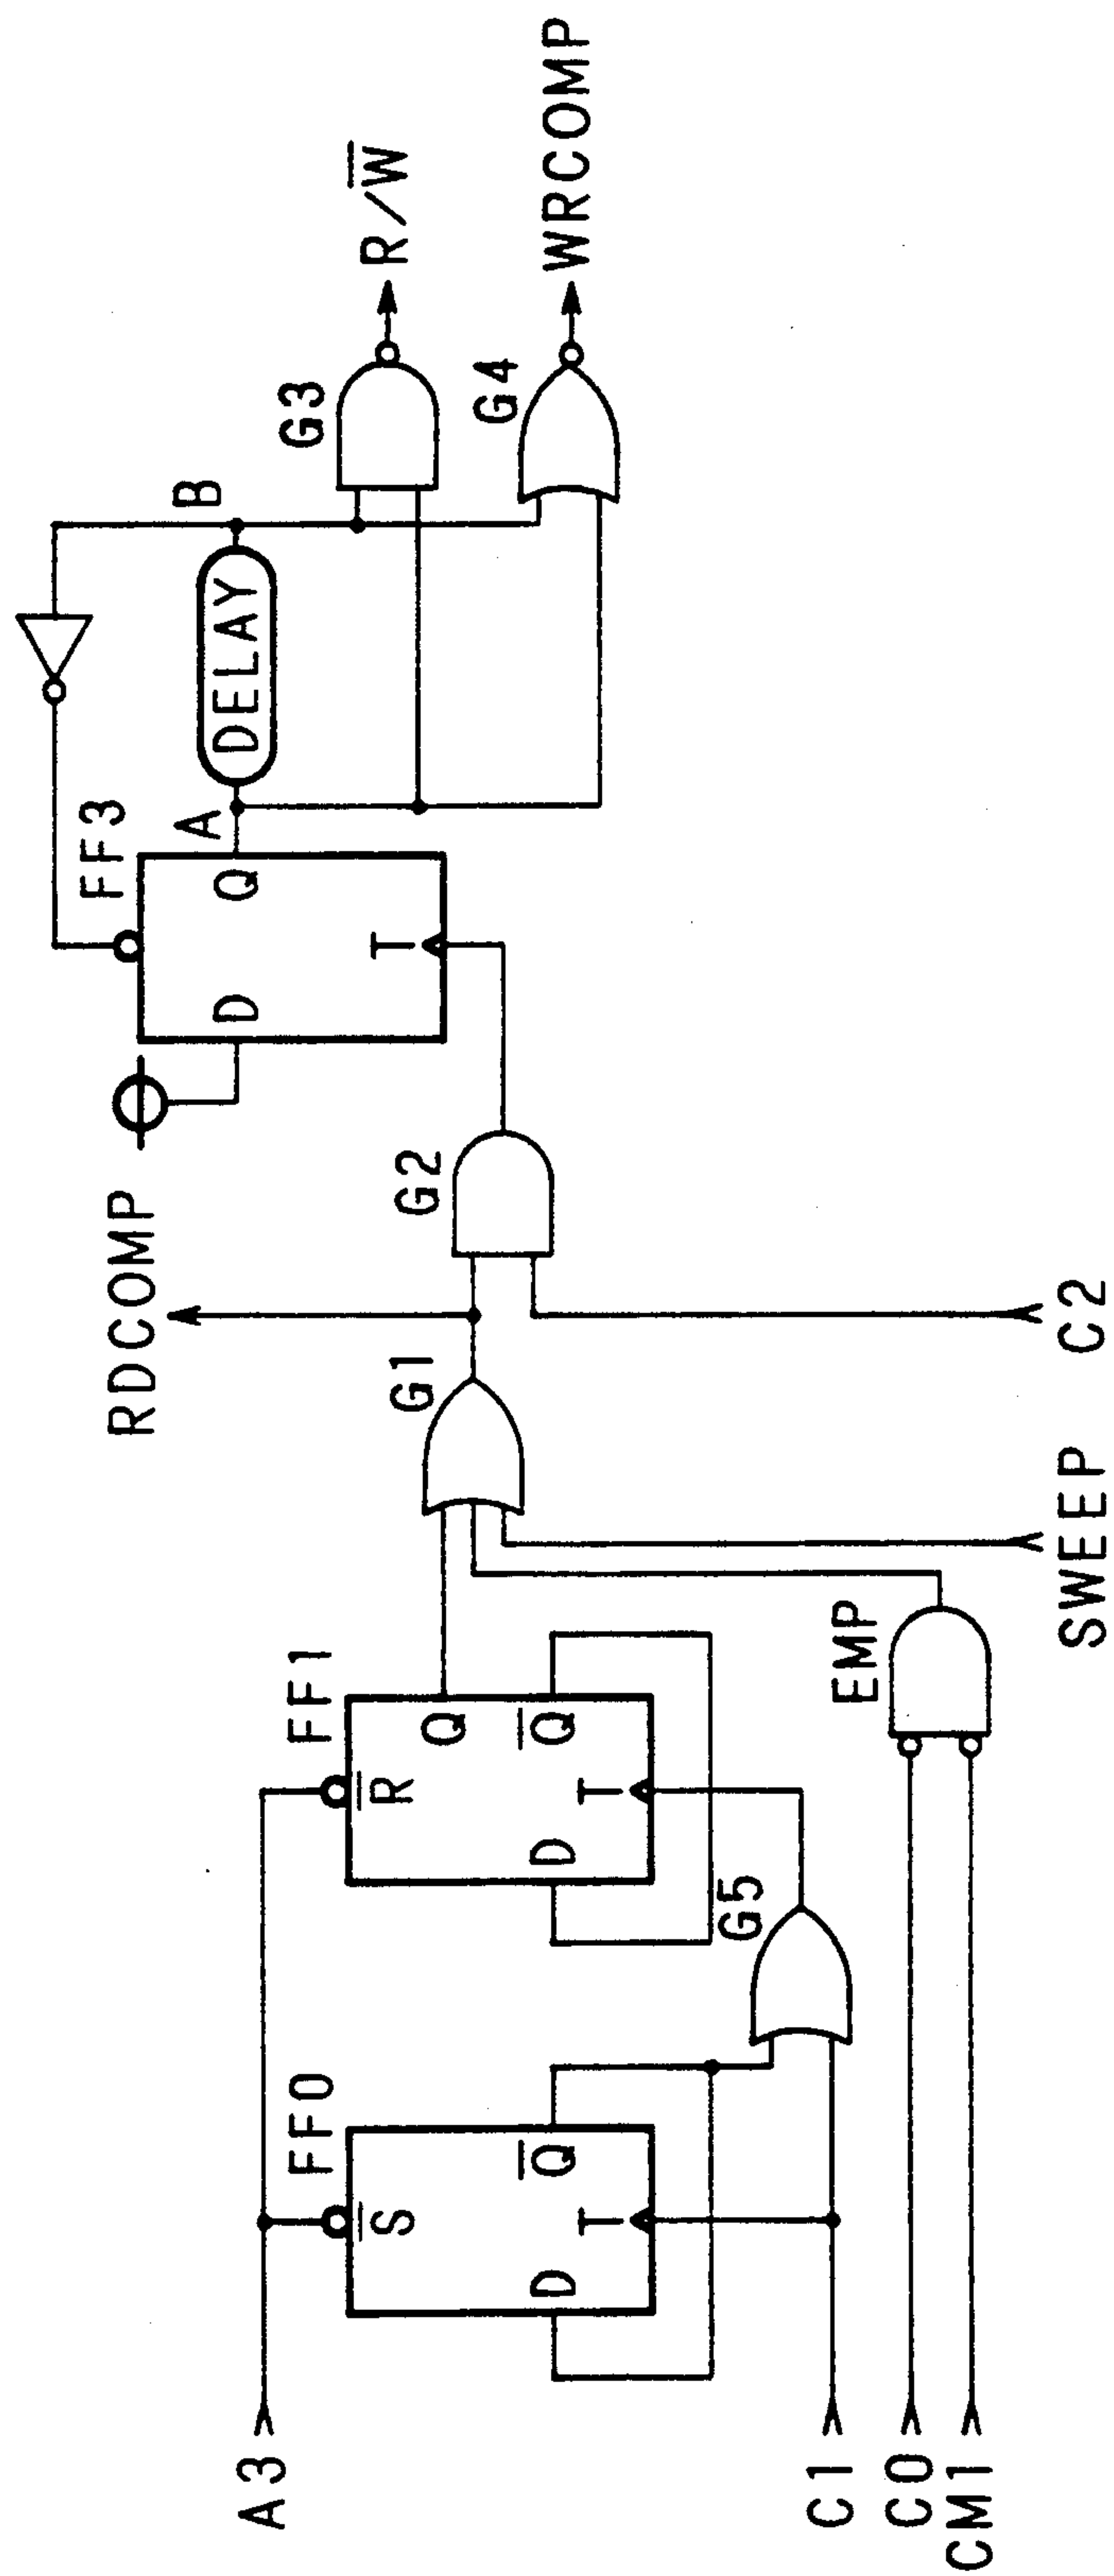 A3
C1
C0
CM1
FF0
S̅
D
T
Q̅
G5
FF1
R̅
D
T
Q
Q̅
EMP
SWEEP
G1
RDCOMP
C2
G2
FF3
D
T
Q
A
DELAY
B
G3
R/W̅
G4
WRCOMP